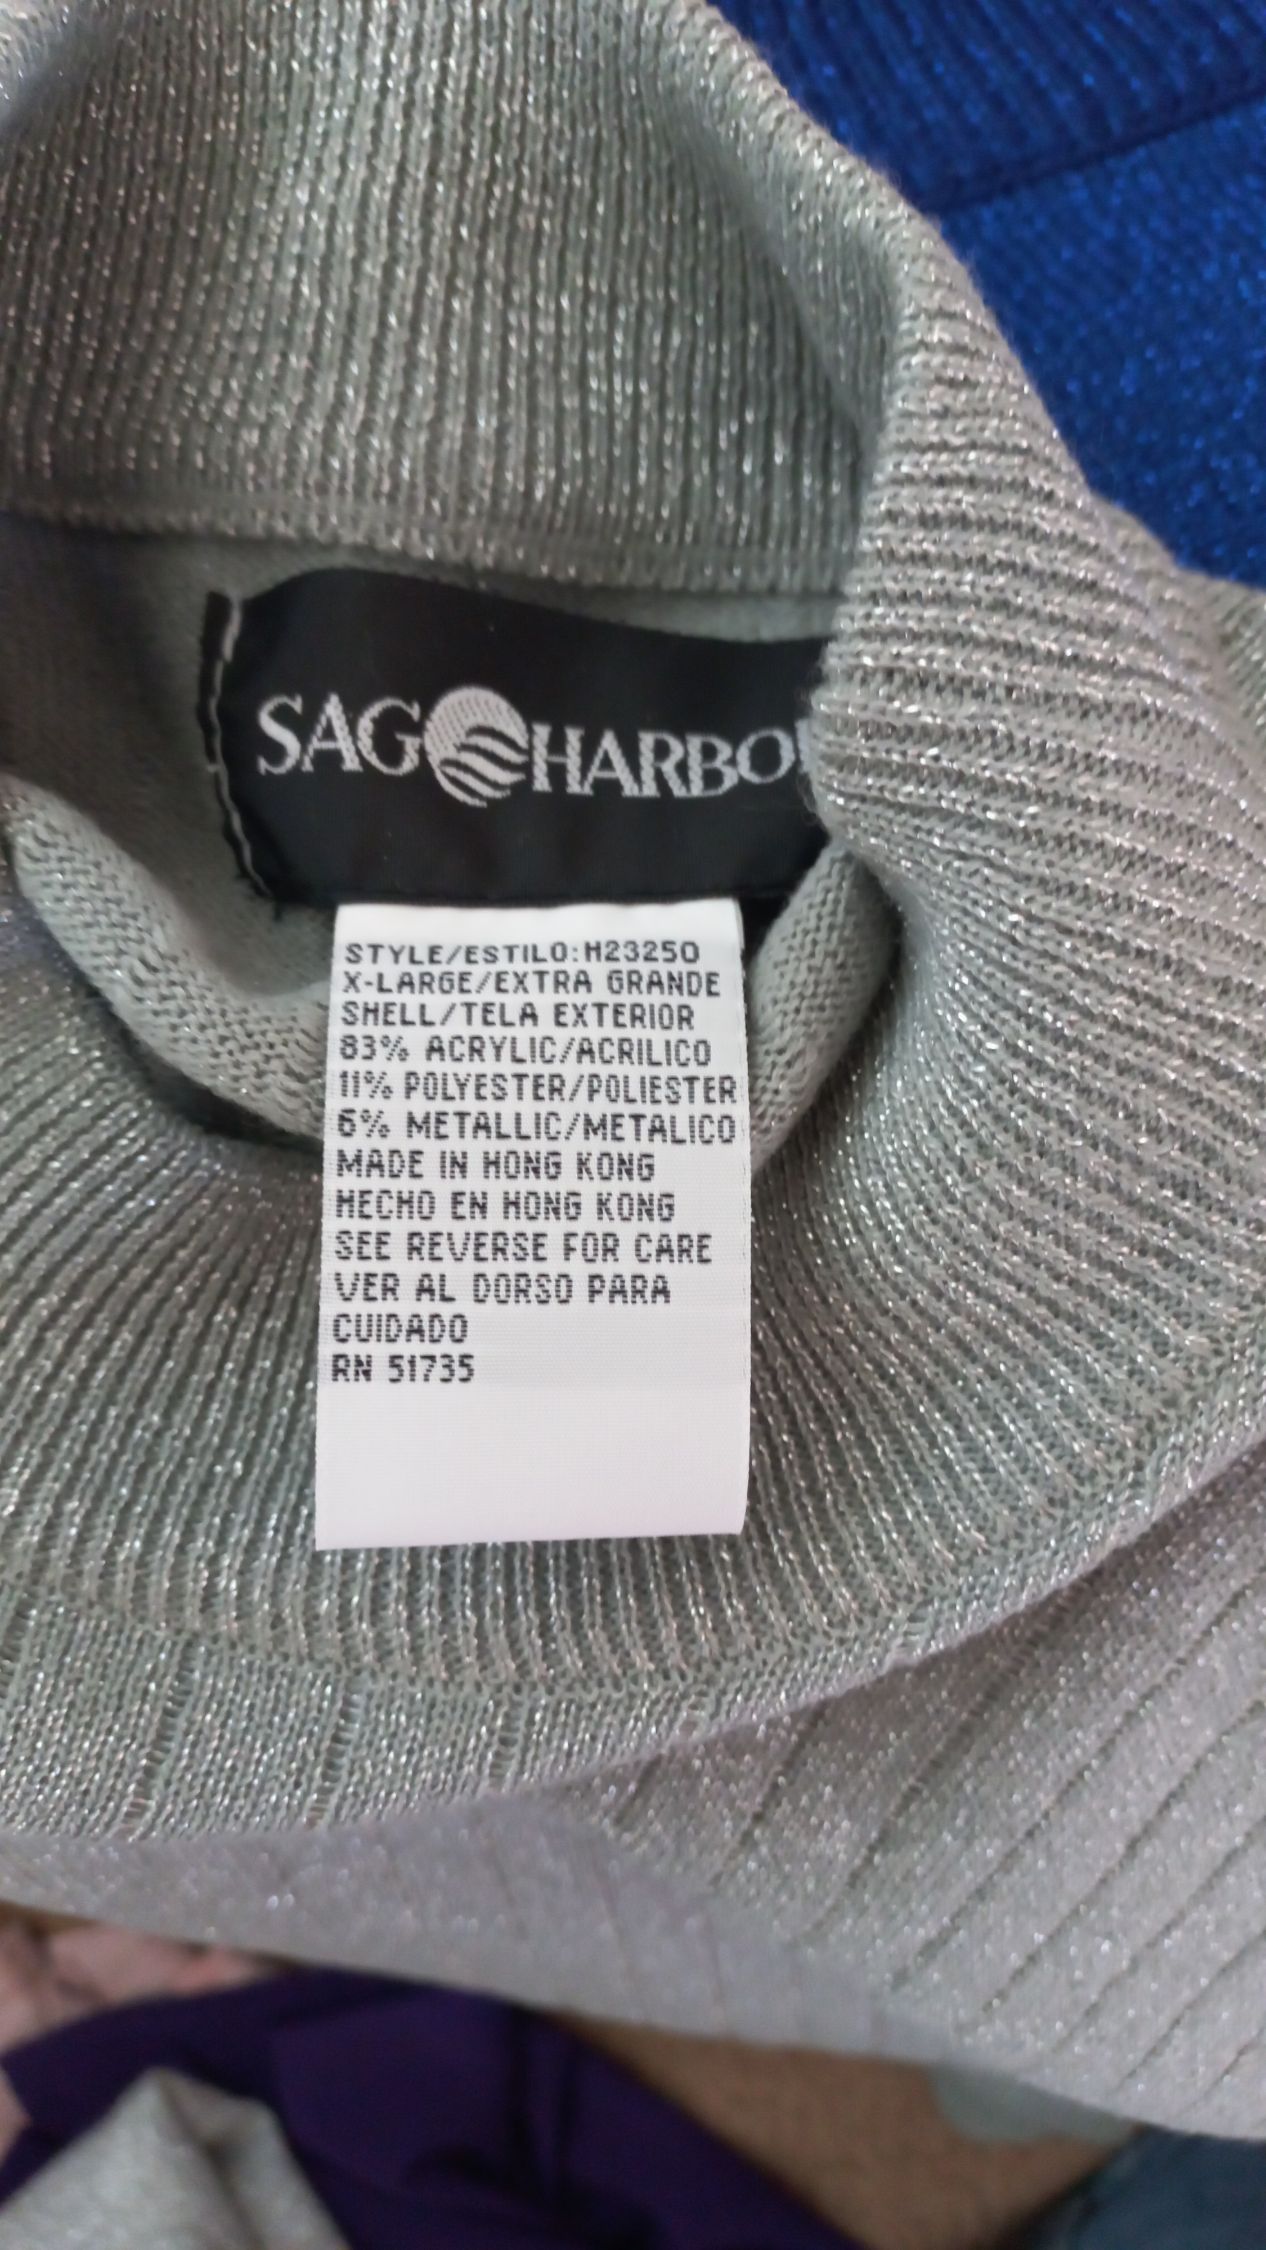 SAG HARBO
STYLE/ESTILO:H23250
X-LARGE/EXTRA GRANDE
SHELL/TELA EXTERIOR
83% ACRYLIC/ACRILICO
11% POLYESTER/POLIESTER
6% METALLIC/METALICO
MADE IN HONG KONG
HECHO EN HONG KONG
SEE REVERSE FOR CARE
VER AL DORSO PARA
CUIDADO
RN 51735